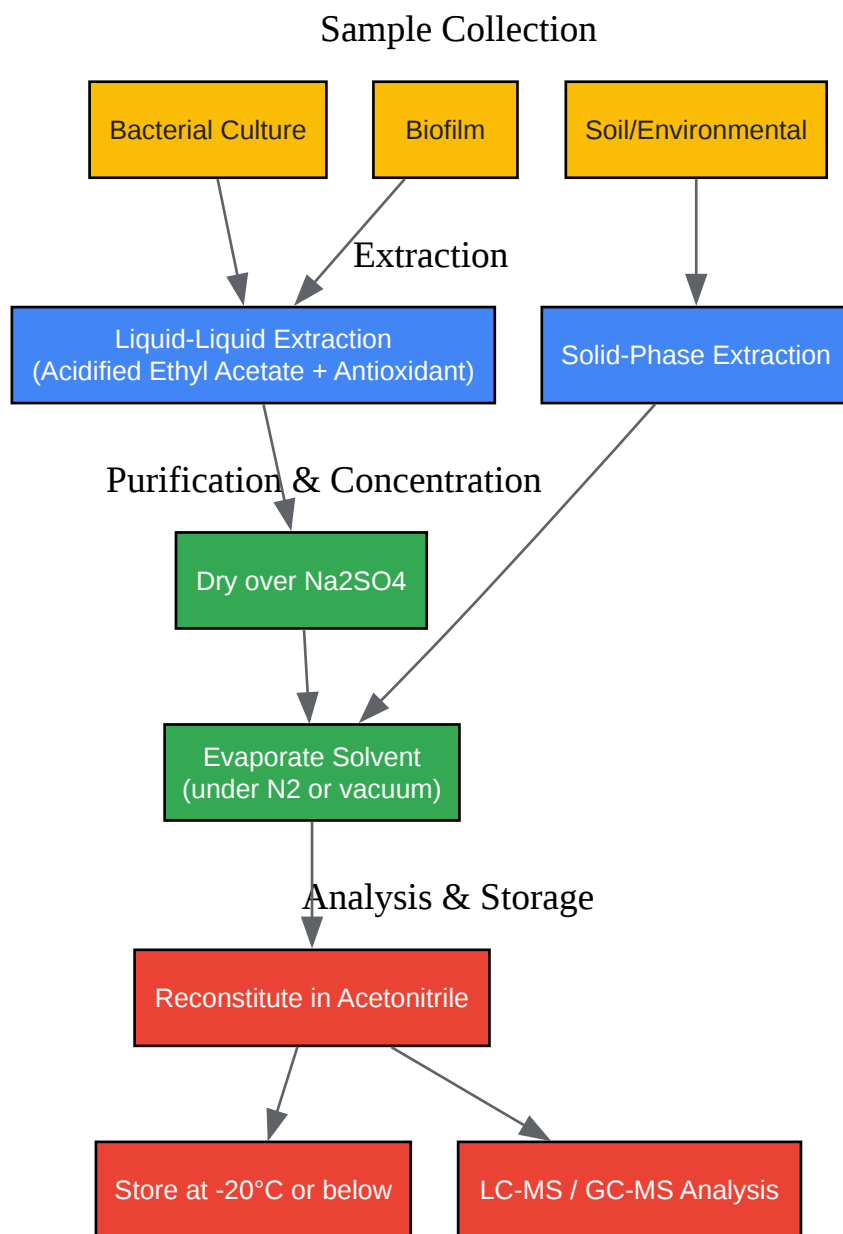 Sample Collection
Bacterial Culture
Biofilm
Soil/Environmental
Extraction
Liquid-Liquid Extraction
(Acidified Ethyl Acetate + Antioxidant)
Solid-Phase Extraction
Purification & Concentration
Dry over Na2SO4
Evaporate Solvent
(under N2 or vacuum)
Analysis & Storage
Reconstitute in Acetonitrile
Store at -20°C or below
LC-MS / GC-MS Analysis